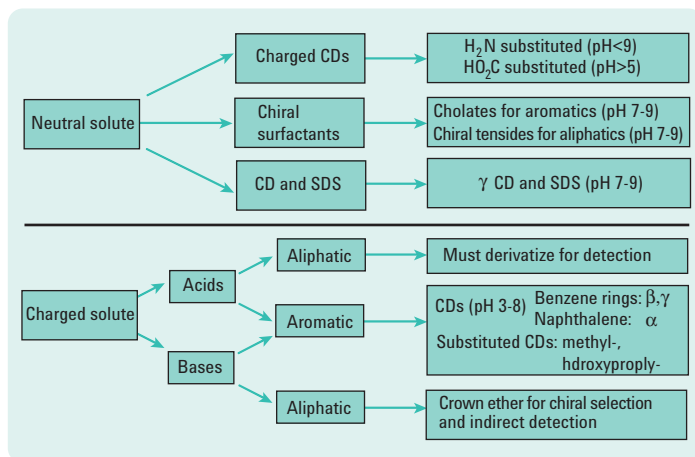 Neutral solute
Charged CDs
H₂N substituted (pH<9)
HO₂C substituted (pH>5)
Chiral
surfactants
Cholates for aromatics (pH 7-9)
Chiral tensides for aliphatics (pH 7-9)
CD and SDS
γ CD and SDS (pH 7-9)
Charged solute
Acids
Bases
Aliphatic
Must derivatize for detection
Aromatic
CDs (pH 3-8) Benzene rings: β,γ
Naphthalene: α
Substituted CDs: methyl-,
hdroxyproply-
Aliphatic
Crown ether for chiral selection
and indirect detection